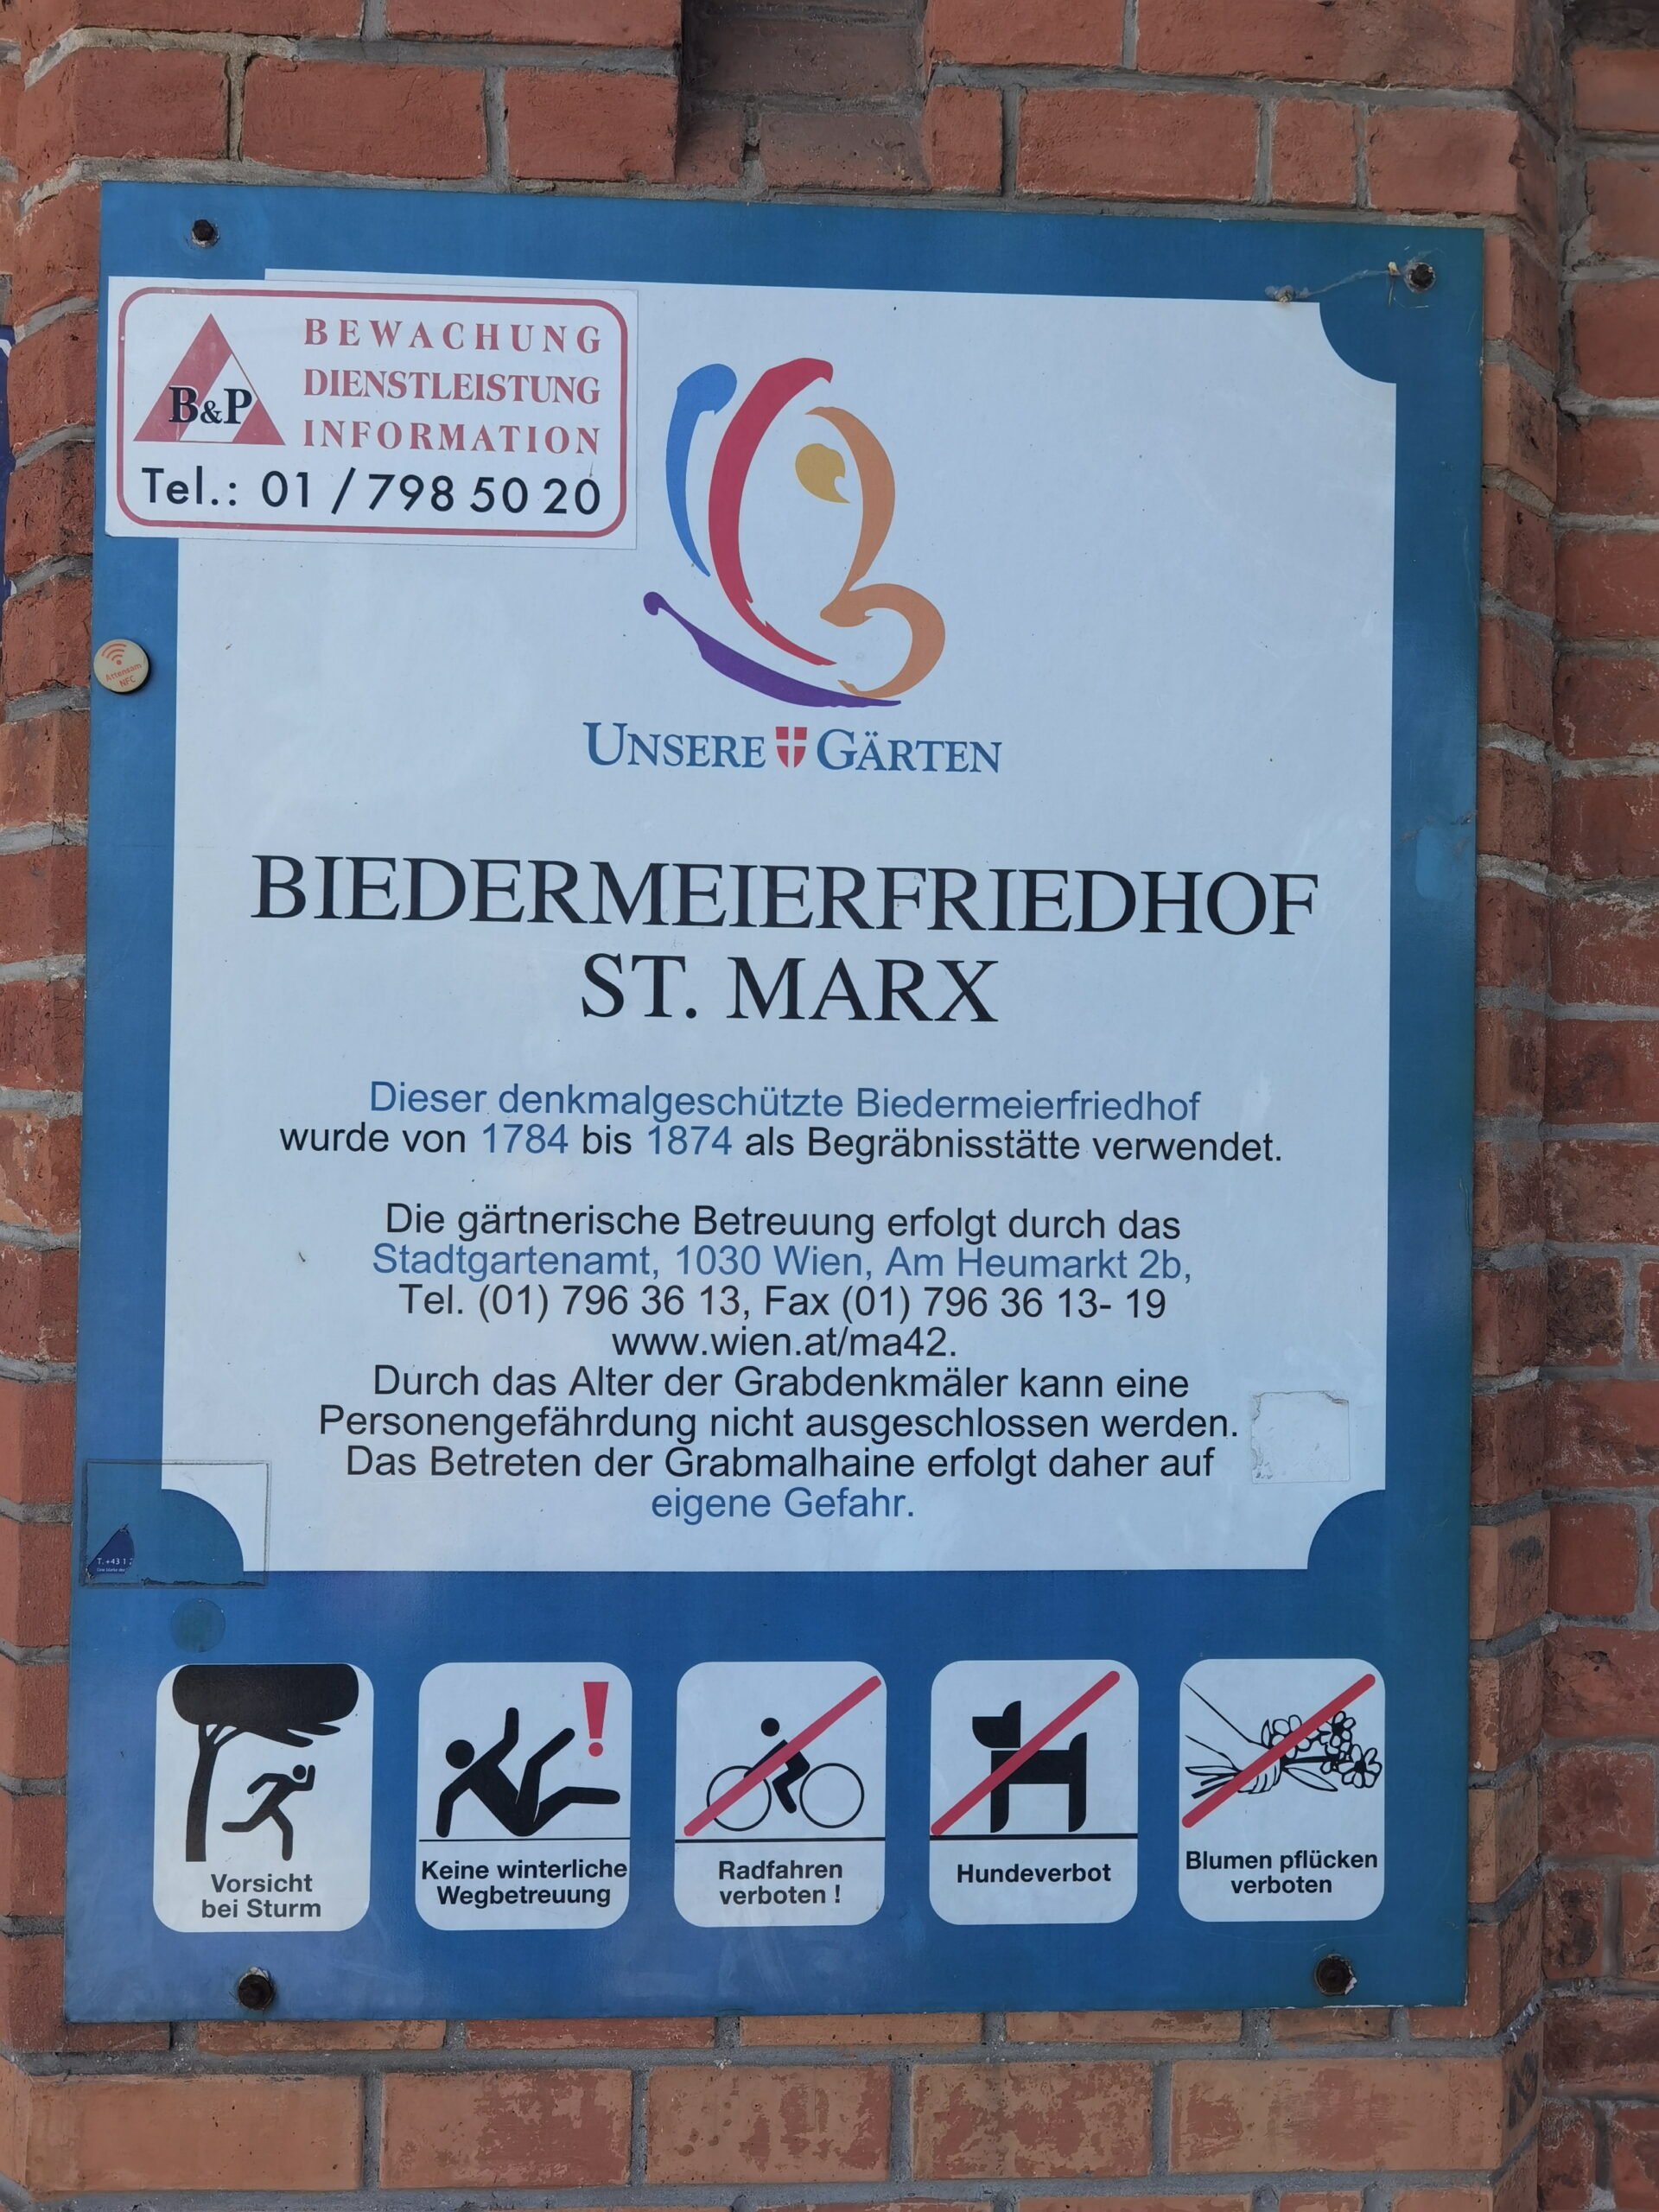 BEWACHUNG
DIENSTLEISTUNG
INFORMATION
B&P
Tel.: 01 / 798 50 20
Attensam
NFC
UNSERE GÄRTEN
BIEDERMEIERFRIEDHOF
ST. MARX
Dieser denkmalgeschützte Biedermeierfriedhof
wurde von 1784 bis 1874 als Begräbnisstätte verwendet.
Die gärtnerische Betreuung erfolgt durch das
Stadtgartenamt, 1030 Wien, Am Heumarkt 2b,
Tel. (01) 796 36 13, Fax (01) 796 36 13- 19
www.wien.at/ma42.
Durch das Alter der Grabdenkmäler kann eine
Personengefährdung nicht ausgeschlossen werden.
Das Betreten der Grabmalhaine erfolgt daher auf
eigene Gefahr.
T. +43 1
Vorsicht
bei Sturm
Keine winterliche
Wegbetreuung
Radfahren
verboten !
Hundeverbot
Blumen pflücken
verboten